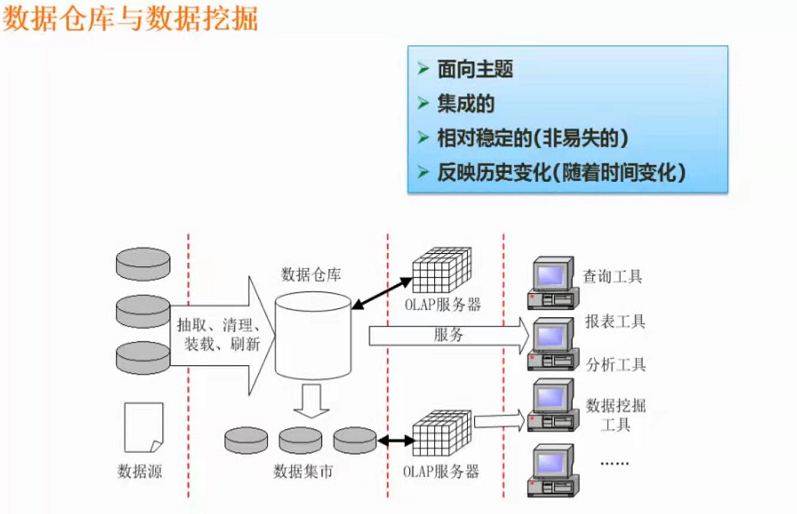 数据仓库与数据挖掘
面向主题
集成的
相对稳定的(非易失的)
反映历史变化(随着时间变化)
数据仓库
查询工具
OLAP服务器
抽取、清理、
装载、刷新
服务
报表工具
分析工具
数据挖掘
工具
数据源
数据集市
OLAP服务器
……